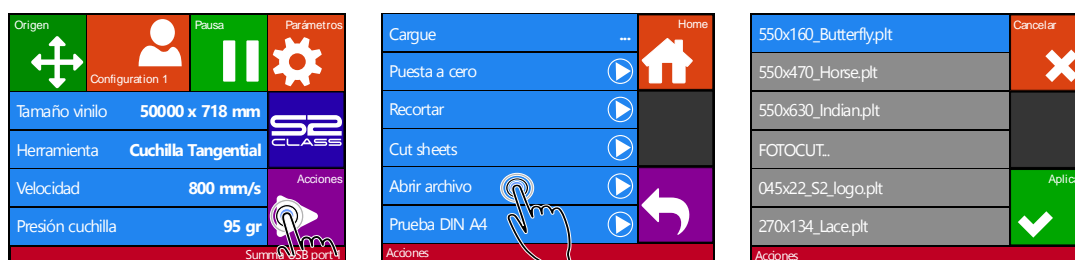 Origen
Pausa
Parámetros
Configuration 1
Tamaño vinilo 50000 x 718 mm
S2
CLASS
Herramienta Cuchilla Tangential
Velocidad 800 mm/s
Acciones
Presión cuchilla 95 gr
Summa USB port 1
Cargue ...
Home
Puesta a cero
Recortar
Cut sheets
Abrir archivo
Prueba DIN A4
Acciones
550x160_Butterfly.plt
Cancelar
550x470_Horse.plt
550x630_Indian.plt
FOTOCUT...
045x22_S2_logo.plt
Aplica
270x134_Lace.plt
Acciones